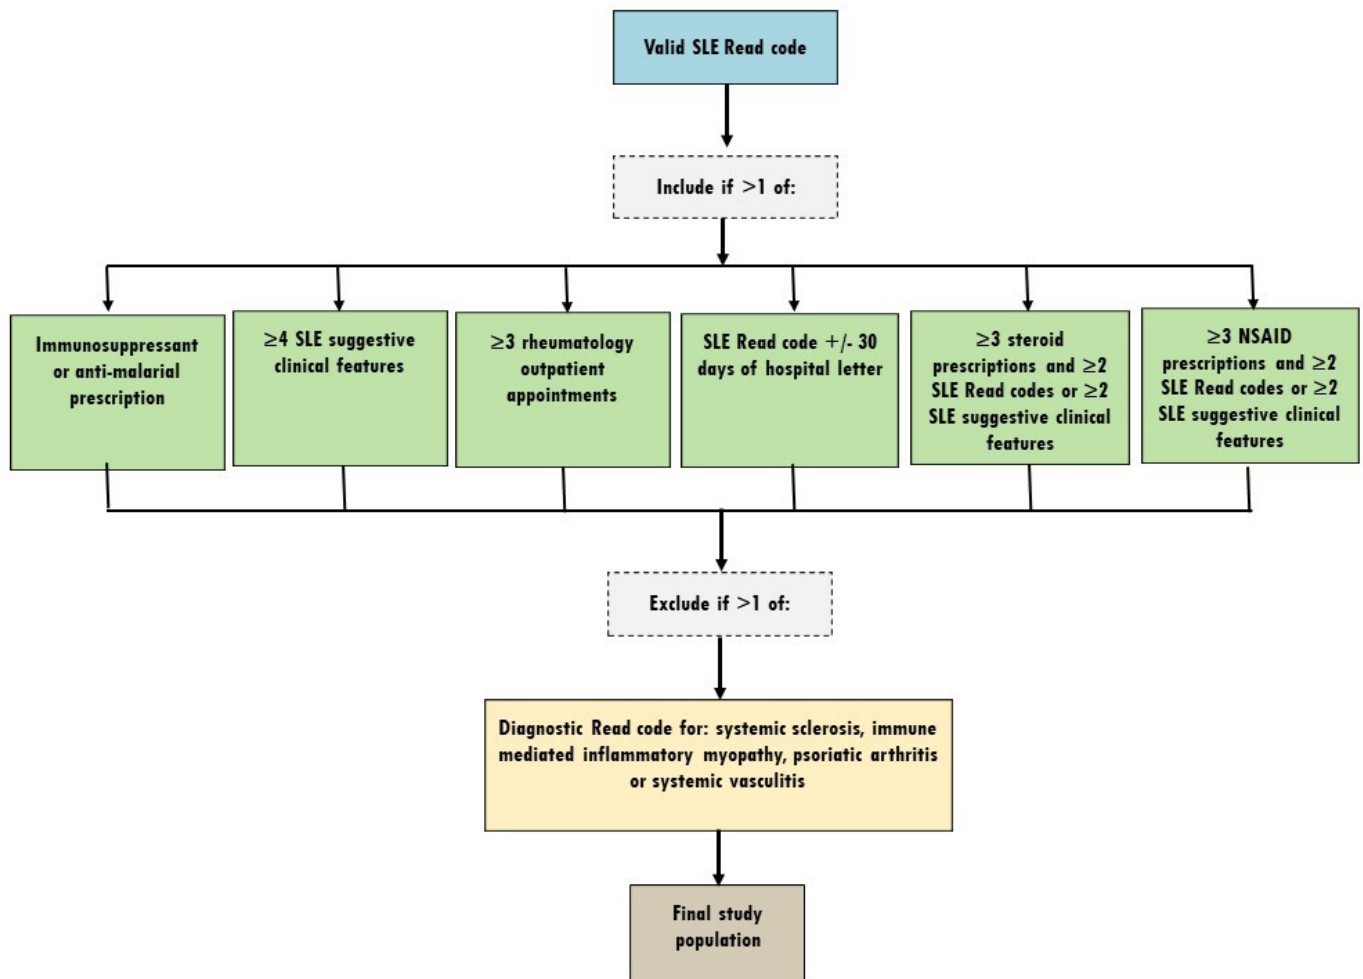 Valid SLE Read code
Include if >1 of:
Immunosuppressant
or anti-malarial
prescription
≥4 SLE suggestive
clinical features
≥3 rheumatology
outpatient
appointments
SLE Read code +/- 30
days of hospital letter
≥3 steroid
prescriptions and ≥2
SLE Read codes or ≥2
SLE suggestive clinical
features
≥3 NSAID
prescriptions and ≥2
SLE Read codes or ≥2
SLE suggestive clinical
features
Exclude if >1 of:
Diagnostic Read code for: systemic sclerosis, immune
mediated inflammatory myopathy, psoriatic arthritis
or systemic vasculitis
Final study
population